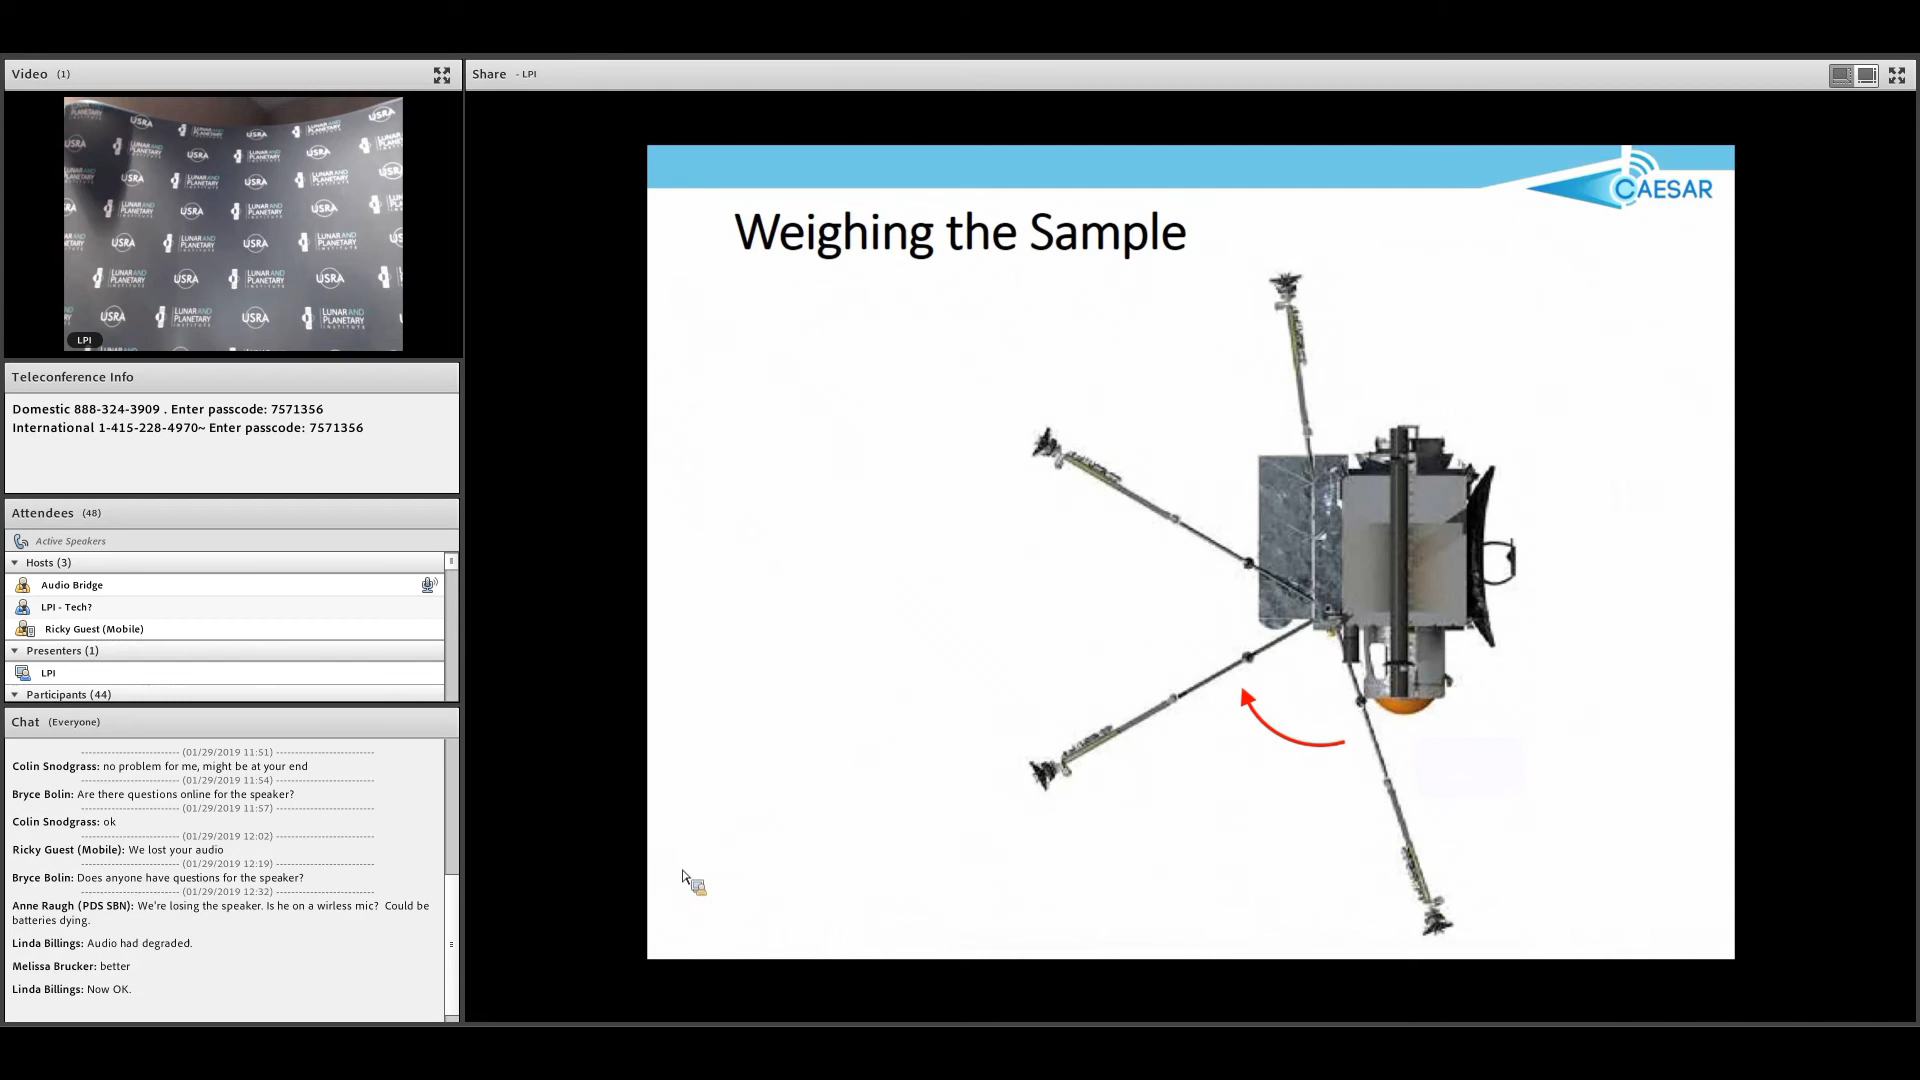 Video (1)
USRA
LUNAR AND
PLANETARY
INSTITUTE
LPI
Teleconference Info
Domestic 888-324-3909 . Enter passcode: 7571356
International 1-415-228-4970~ Enter passcode: 7571356
Attendees (48)
Active Speakers
Hosts (3)
Audio Bridge
LPI - Tech?
Ricky Guest (Mobile)
Presenters (1)
LPI
Participants (44)
Chat (Everyone)
------------------- (01/29/2019 11:51) -------------------
Colin Snodgrass: no problem for me, might be at your end
------------------- (01/29/2019 11:54) -------------------
Bryce Bolin: Are there questions online for the speaker?
------------------- (01/29/2019 11:57) -------------------
Colin Snodgrass: ok
------------------- (01/29/2019 12:02) -------------------
Ricky Guest (Mobile): We lost your audio
------------------- (01/29/2019 12:19) -------------------
Bryce Bolin: Does anyone have questions for the speaker?
------------------- (01/29/2019 12:32) -------------------
Anne Raugh (PDS SBN): We're losing the speaker. Is he on a wirless mic? Could be
batteries dying.
Linda Billings: Audio had degraded.
Melissa Brucker: better
Linda Billings: Now OK.
Share - LPI
CAESAR
Weighing the Sample